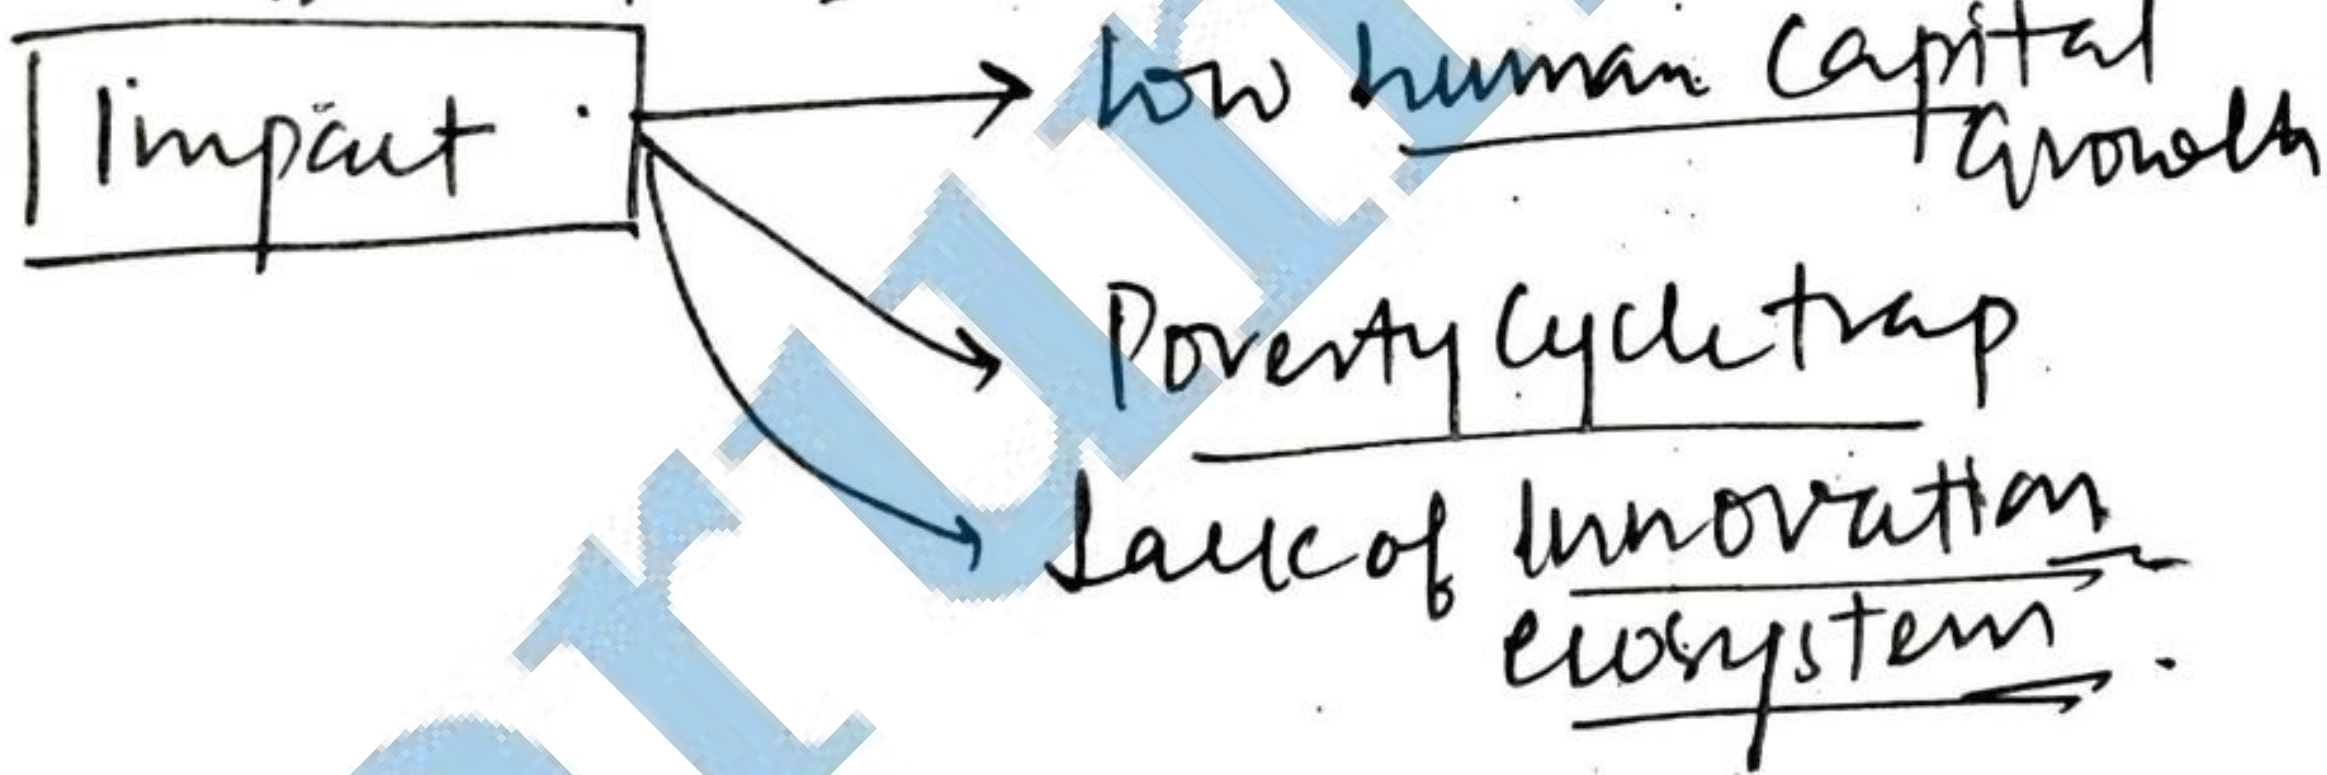 Impact
low human Capital
Growth
Poverty Cycle trap
Lack of Innovation
ecosystem.